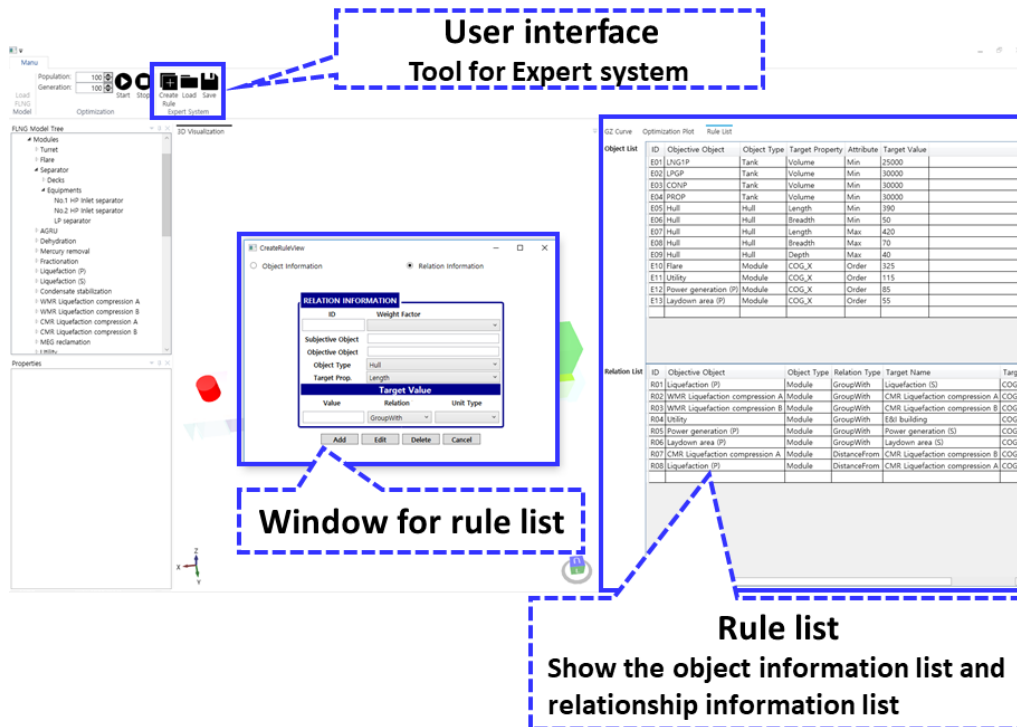 User interface
Tool for Expert system
v
Manu
Population: 100
Generation: 100
Load FLNG Model
Start
Stop
Create Rule
Load
Save
Optimization
Expert System
FLNG Model Tree
Modules
Turret
Flare
Separator
Decks
Equipments
No.1 HP Inlet separator
No.2 HP Inlet separator
LP separator
AGRU
Dehydration
Mercury removal
Fractionation
Liquefaction (P)
Liquefaction (S)
Condensate stabilization
WMR Liquefaction compression A
WMR Liquefaction compression B
CMR Liquefaction compression A
CMR Liquefaction compression B
MEG reclamation
Utility
Properties
3D Visualization
CreateRuleView
Object Information
Relation Information
RELATION INFORMATION
ID Weight Factor
Subjective Object
Objective Object
Object Type Hull
Target Prop. Length
Target Value
Value Relation Unit Type
GroupWith
Add Edit Delete Cancel
Window for rule list
Z
X
Y
GZ Curve Optimization Plot Rule List
Object List
ID Objective Object Object Type Target Property Attribute Target Value
E01 LNG1P Tank Volume Min 25000
E02 LPGP Tank Volume Min 30000
E03 CONP Tank Volume Min 30000
E04 PROP Tank Volume Min 30000
E05 Hull Hull Length Min 390
E06 Hull Hull Breadth Min 50
E07 Hull Hull Length Max 420
E08 Hull Hull Breadth Max 70
E09 Hull Hull Depth Max 40
E10 Flare Module COG_X Order 325
E11 Utility Module COG_X Order 115
E12 Power generation (P) Module COG_X Order 85
E13 Laydown area (P) Module COG_X Order 55
Relation List
ID Objective Object Object Type Relation Type Target Name Targ
R01 Liquefaction (P) Module GroupWith Liquefaction (S) COG
R02 WMR Liquefaction compression A Module GroupWith CMR Liquefaction compression A COG
R03 WMR Liquefaction compression B Module GroupWith CMR Liquefaction compression B COG
R04 Utility Module GroupWith E&I building COG
R05 Power generation (P) Module GroupWith Power generation (S) COG
R06 Laydown area (P) Module GroupWith Laydown area (S) COG
R07 CMR Liquefaction compression A Module DistanceFrom CMR Liquefaction compression B COG
R08 Liquefaction (P) Module DistanceFrom CMR Liquefaction compression A COG
Rule list
Show the object information list and
relationship information list